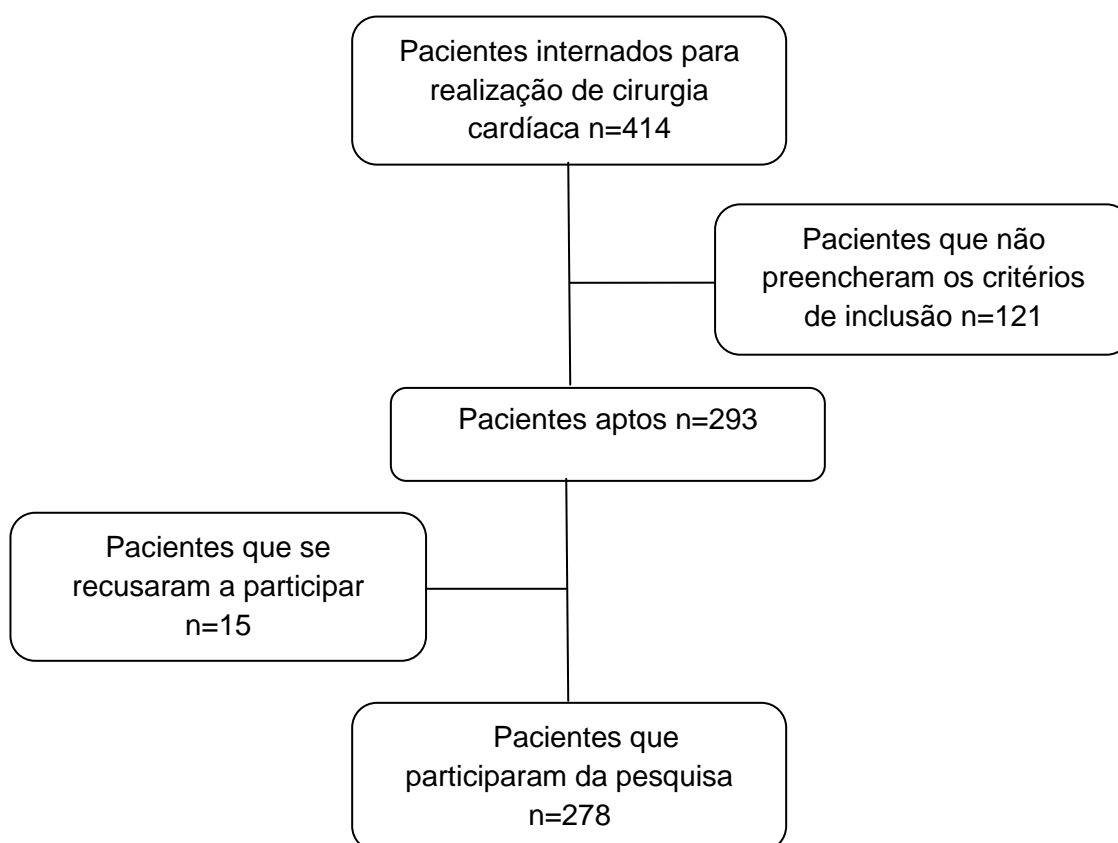 Pacientes internados para
realização de cirurgia
cardíaca n=414
Pacientes que não
preencheram os critérios
de inclusão n=121
Pacientes aptos n=293
Pacientes que se
recusaram a participar
n=15
Pacientes que
participaram da pesquisa
n=278